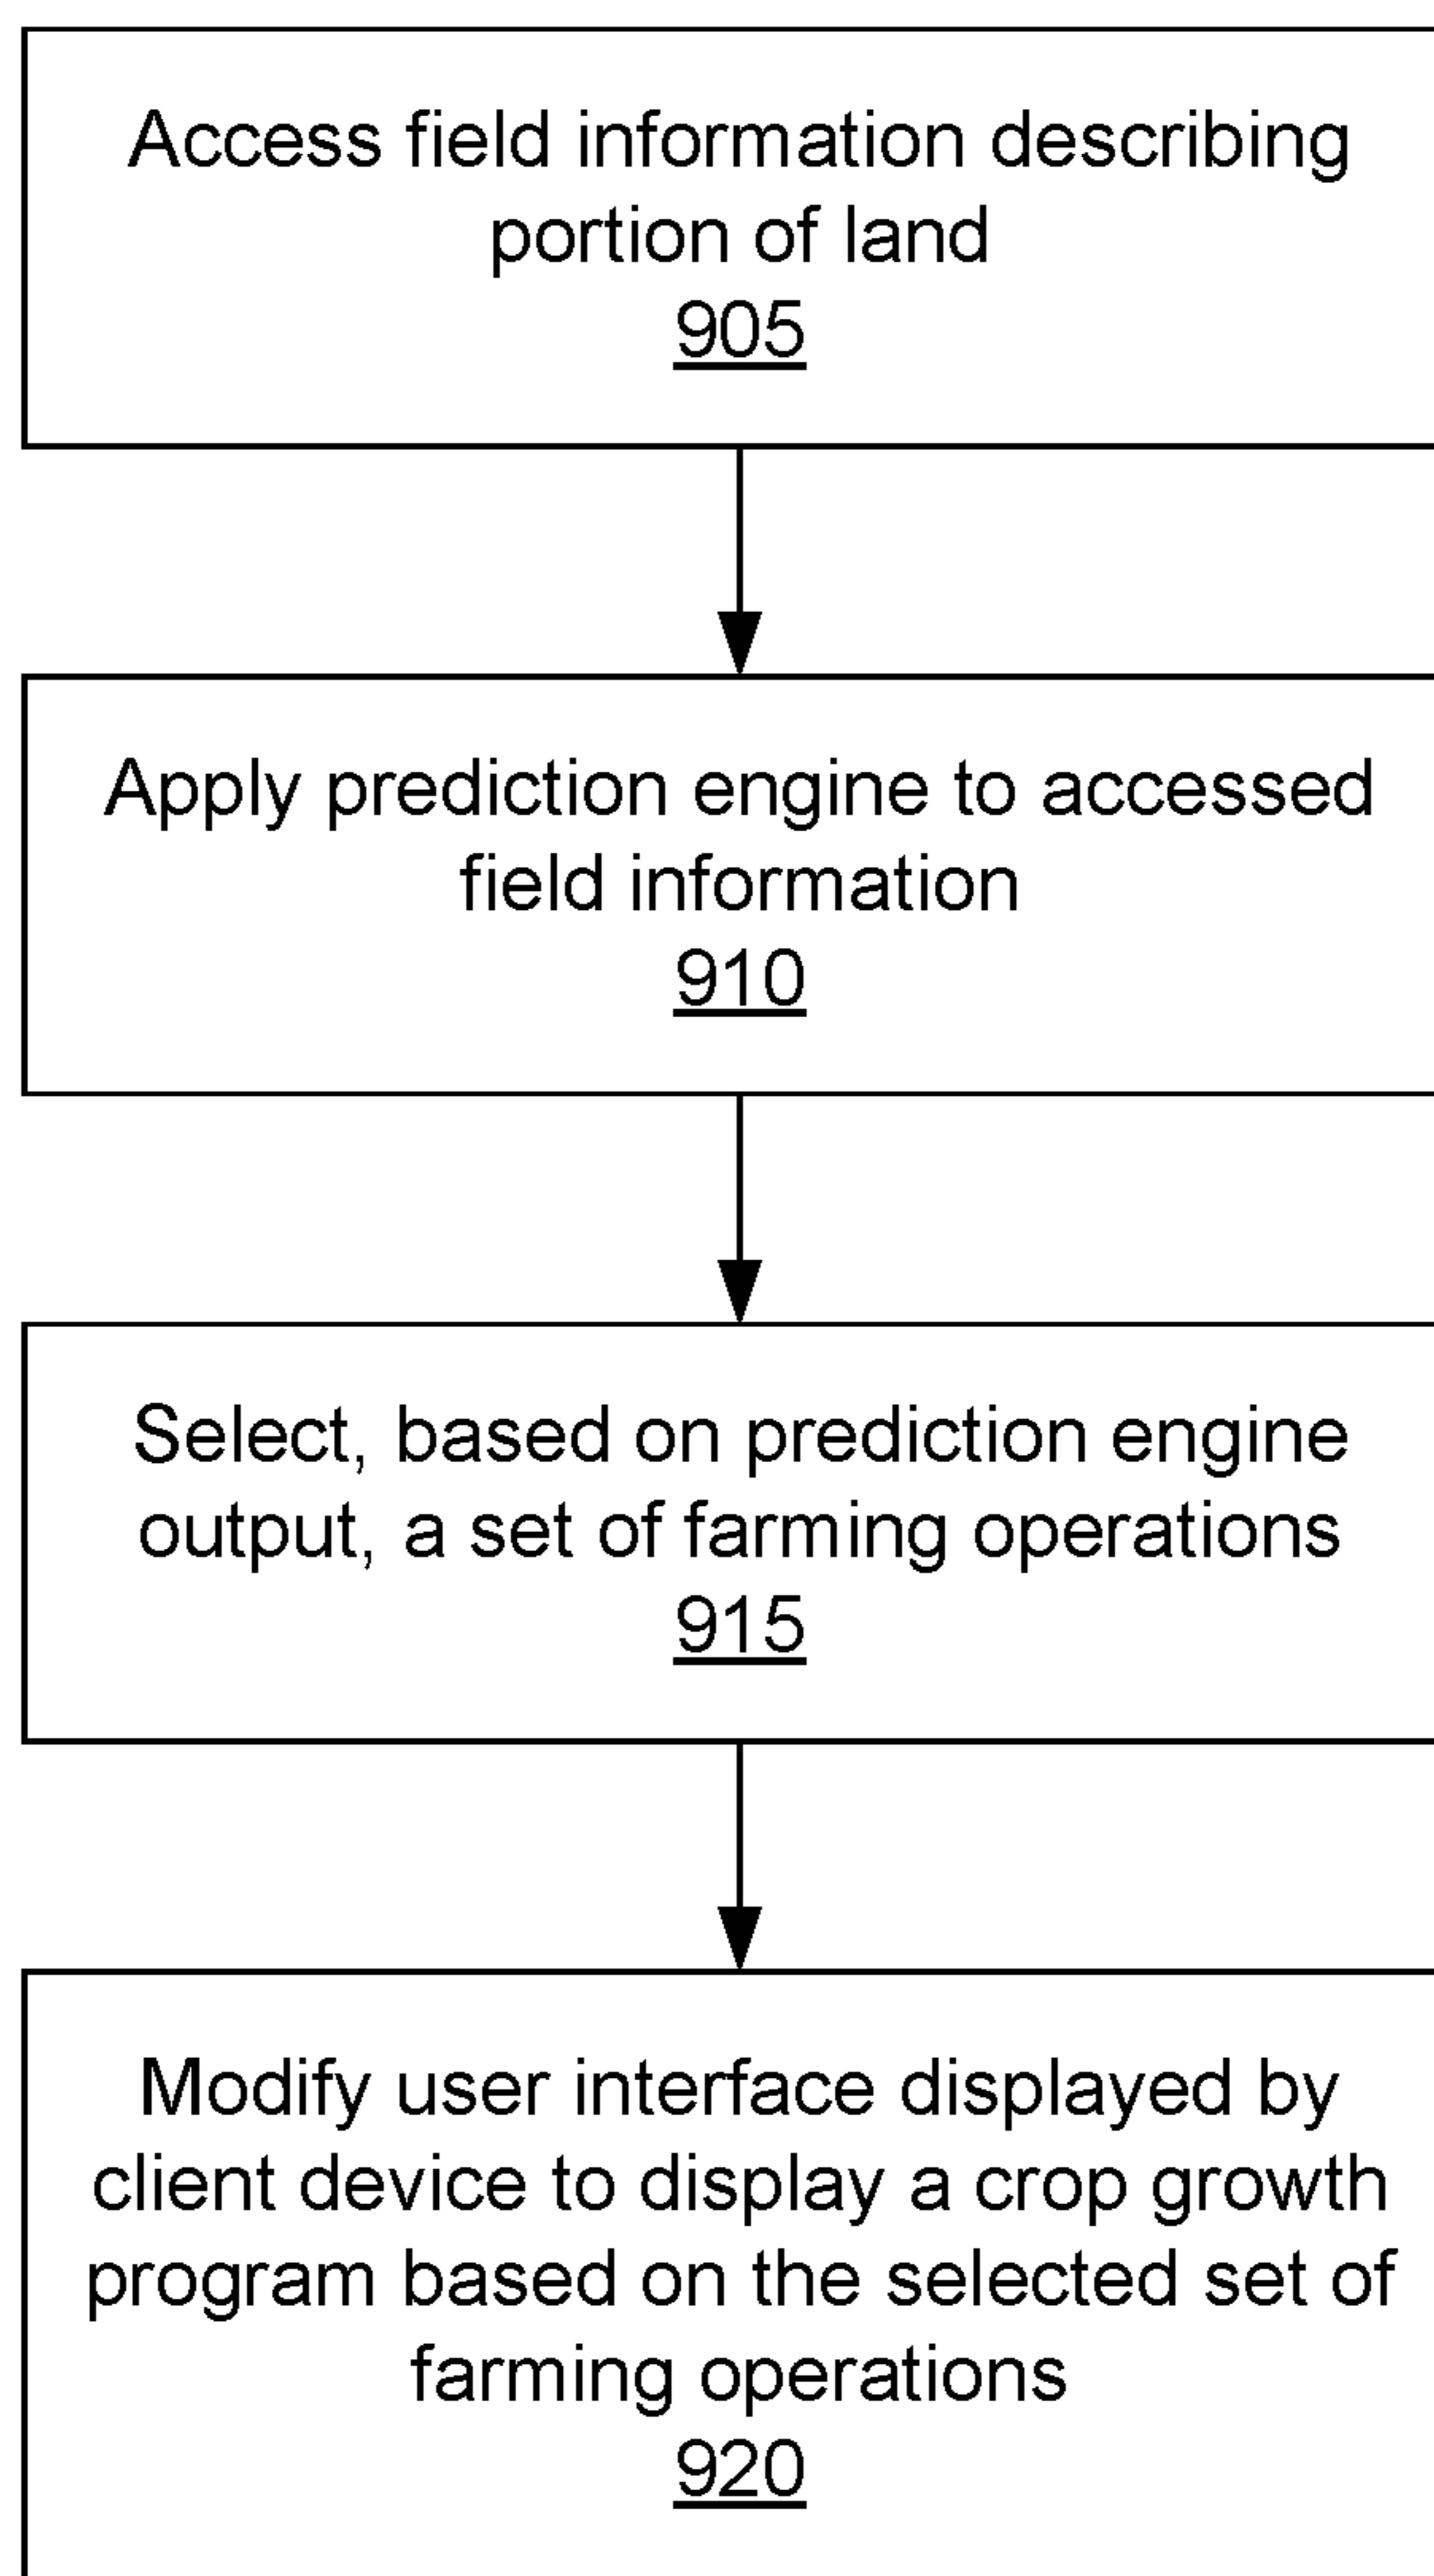 Access field information describing
portion of land
905
Apply prediction engine to accessed
field information
910
Select, based on prediction engine
output, a set of farming operations
915
Modify user interface displayed by
client device to display a crop growth
program based on the selected set of
farming operations
920